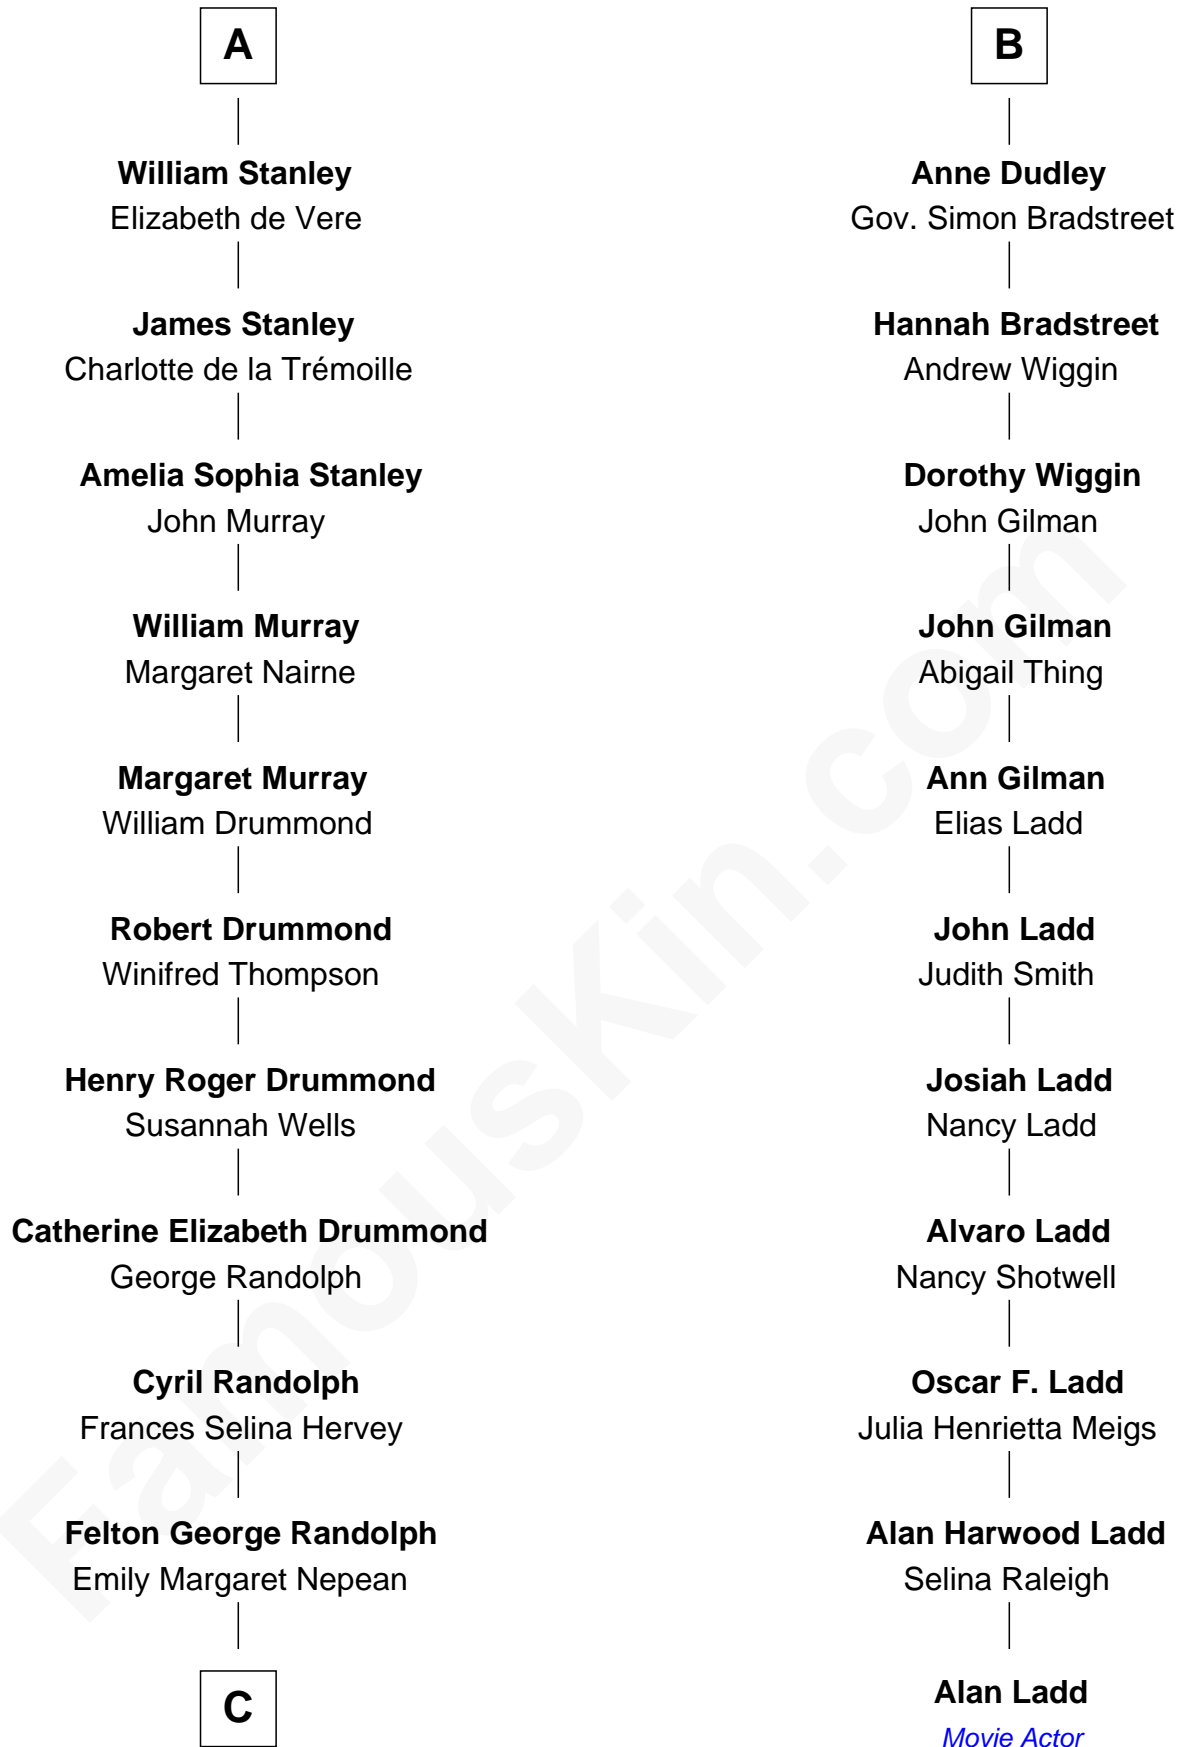 A
William Stanley
Elizabeth de Vere
James Stanley
Charlotte de la Trémoille
Amelia Sophia Stanley
John Murray
William Murray
Margaret Nairne
Margaret Murray
William Drummond
Robert Drummond
Winifred Thompson
Henry Roger Drummond
Susannah Wells
Catherine Elizabeth Drummond
George Randolph
Cyril Randolph
Frances Selina Hervey
Felton George Randolph
Emily Margaret Nepean
C
B
Anne Dudley
Gov. Simon Bradstreet
Hannah Bradstreet
Andrew Wiggin
Dorothy Wiggin
John Gilman
John Gilman
Abigail Thing
Ann Gilman
Elias Ladd
John Ladd
Judith Smith
Josiah Ladd
Nancy Ladd
Alvaro Ladd
Nancy Shotwell
Oscar F. Ladd
Julia Henrietta Meigs
Alan Harwood Ladd
Selina Raleigh
Alan Ladd
Movie Actor
FamousKin.com